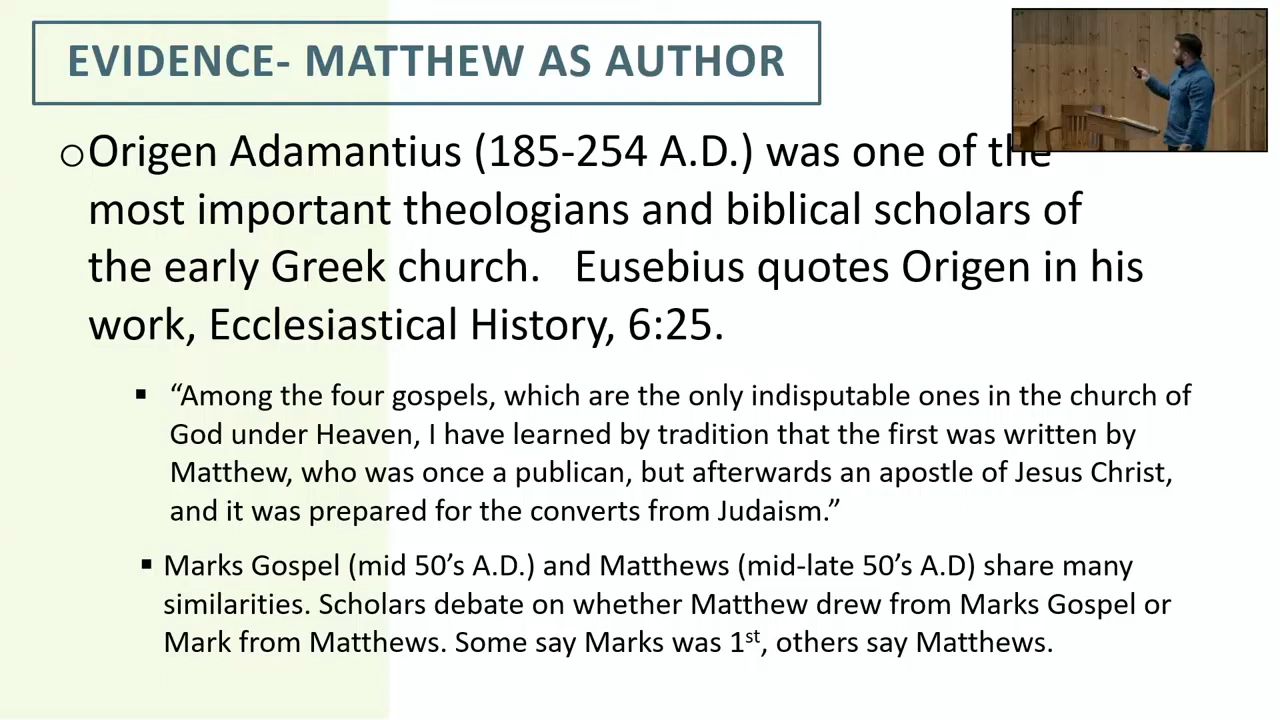 EVIDENCE- MATTHEW AS AUTHOR
oOrigen Adamantius (185-254 A.D.) was one of the
most important theologians and biblical scholars of
the early Greek church. Eusebius quotes Origen in his
work, Ecclesiastical History, 6:25.
▪ “Among the four gospels, which are the only indisputable ones in the church of
God under Heaven, I have learned by tradition that the first was written by
Matthew, who was once a publican, but afterwards an apostle of Jesus Christ,
and it was prepared for the converts from Judaism.”
▪ Marks Gospel (mid 50’s A.D.) and Matthews (mid-late 50’s A.D) share many
similarities. Scholars debate on whether Matthew drew from Marks Gospel or
Mark from Matthews. Some say Marks was 1st, others say Matthews.